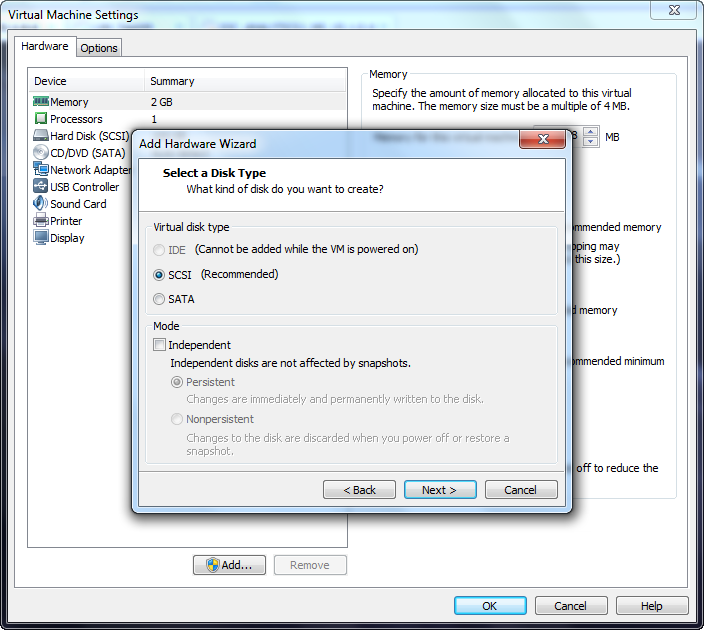 Virtual Machine Settings
Hardware
Options
Device Summary
Memory 2 GB
Processors 1
Hard Disk (SCSI)
CD/DVD (SATA)
Network Adapter
USB Controller
Sound Card
Printer
Display
Add...
Remove
Memory
Specify the amount of memory allocated to this virtual
machine. The memory size must be a multiple of 4 MB.
MB
mmended memory
pping may
this size.)
d memory
ommended minimum
off to reduce the
Add Hardware Wizard
Select a Disk Type
What kind of disk do you want to create?
Virtual disk type
IDE (Cannot be added while the VM is powered on)
SCSI (Recommended)
SATA
Mode
Independent
Independent disks are not affected by snapshots.
Persistent
Changes are immediately and permanently written to the disk.
Nonpersistent
Changes to the disk are discarded when you power off or restore a
snapshot.
< Back
Next >
Cancel
OK
Cancel
Help